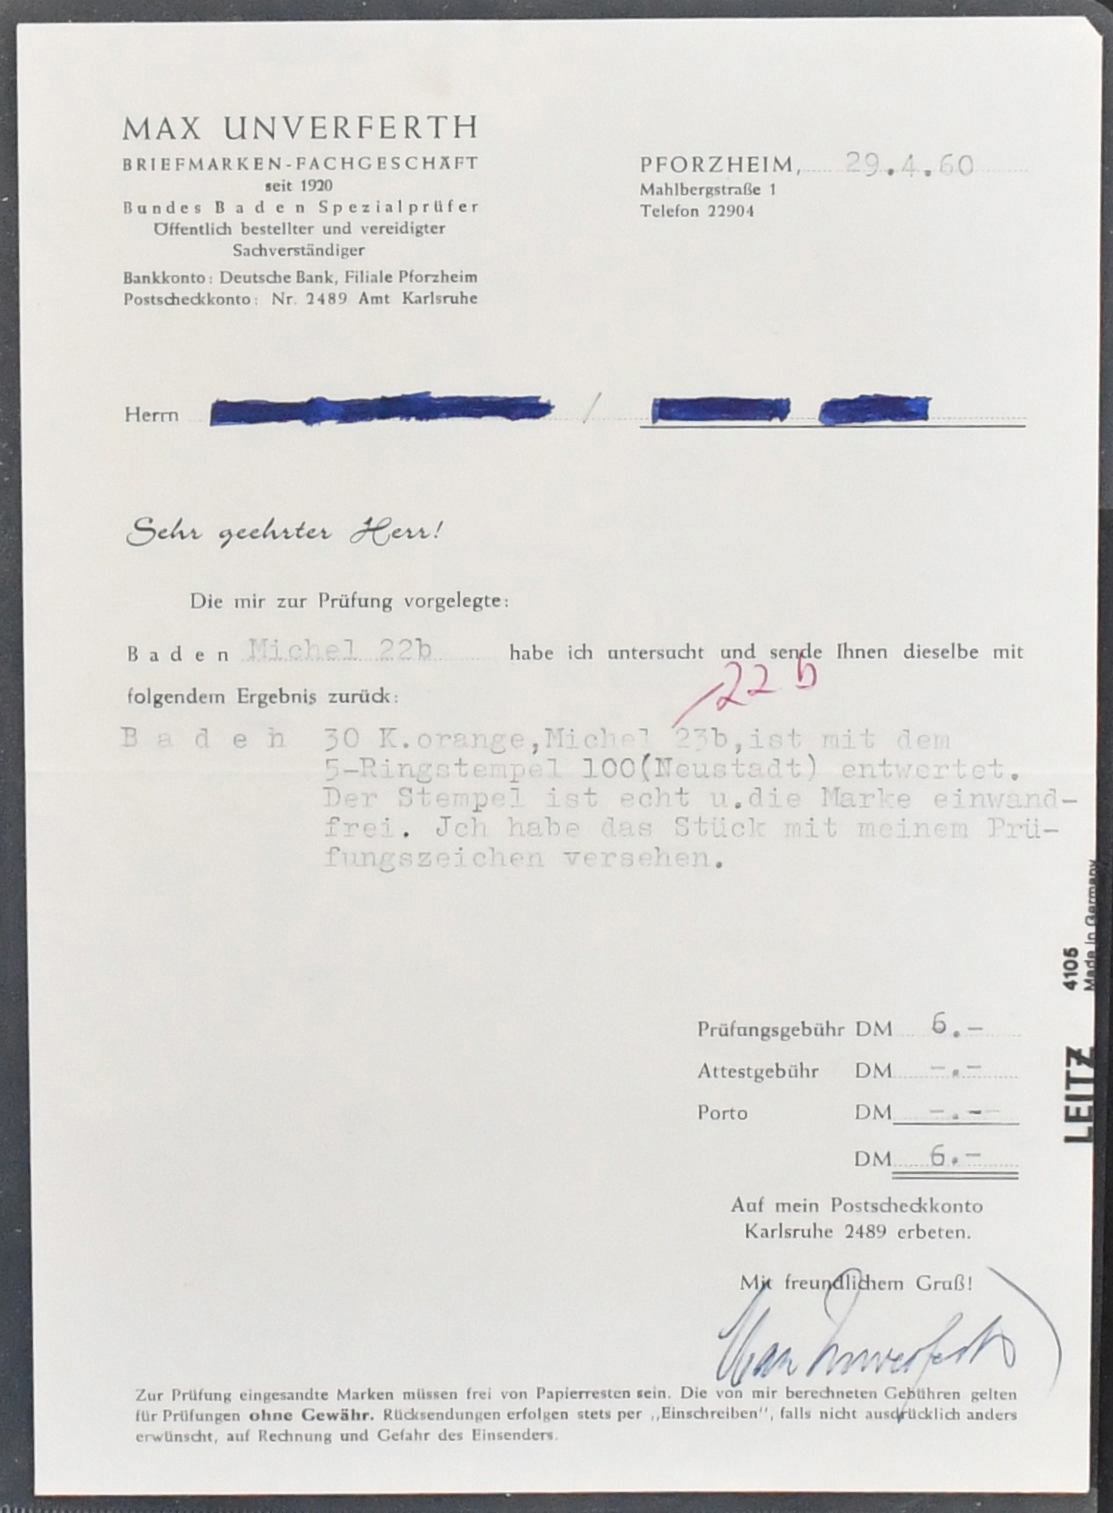 MAX UNVERFERTH
BRIEFMARKEN-FACHGESCHÄFT
seit 1920
Bundes Baden Spezialprüfer
Öffentlich bestellter und vereidigter
Sachverständiger
Bankkonto: Deutsche Bank, Filiale Pforzheim
Postscheckkonto: Nr. 2489 Amt Karlsruhe
PFORZHEIM, 29.4.60
Mahlbergstraße 1
Telefon 22904
Herrn /
Sehr geehrter Herr!
Die mir zur Prüfung vorgelegte:
Baden Michel 22b habe ich untersucht und sende Ihnen dieselbe mit
22b
folgendem Ergebnis zurück:
Baden 30 K.orange,Michel 23b,ist mit dem
5-Ringstempel 100(Neustadt) entwertet.
Der Stempel ist echt u.die Marke einwand-
frei. Jch habe das Stück mit meinem Prü-
fungszeichen versehen.
Prüfungsgebühr DM 6.-
Attestgebühr DM -.-
Porto DM -.--
DM 6.-
Auf mein Postscheckkonto
Karlsruhe 2489 erbeten.
Mit freundlichem Gruß!
Max Unverferth
Zur Prüfung eingesandte Marken müssen frei von Papierresten sein. Die von mir berechneten Gebühren gelten
für Prüfungen ohne Gewähr. Rücksendungen erfolgen stets per „Einschreiben", falls nicht ausdrücklich anders
erwünscht, auf Rechnung und Gefahr des Einsenders.
LEITZ 4105
Made in Germany